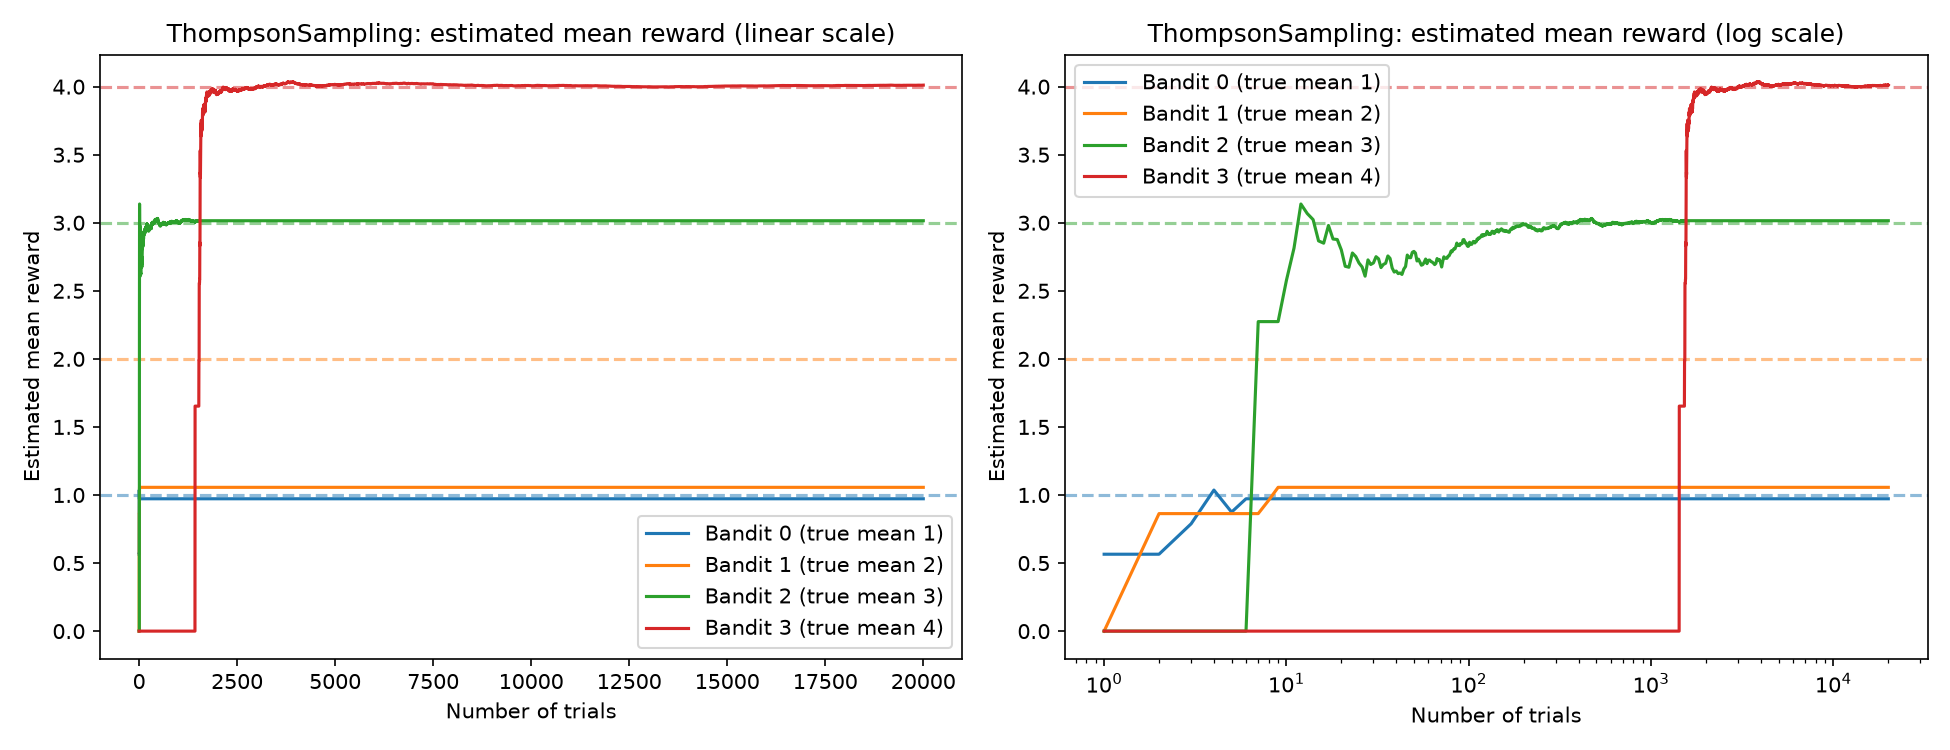 ThompsonSampling: estimated mean reward (linear scale)
Estimated mean reward
4.0
3.5
3.0
2.5
2.0
1.5
1.0
0.5
0.0
Bandit 0 (true mean 1)
Bandit 1 (true mean 2)
Bandit 2 (true mean 3)
Bandit 3 (true mean 4)
0 2500 5000 7500 10000 12500 15000 17500 20000
Number of trials
ThompsonSampling: estimated mean reward (log scale)
Estimated mean reward
4.0
3.5
3.0
2.5
2.0
1.5
1.0
0.5
0.0
Bandit 0 (true mean 1)
Bandit 1 (true mean 2)
Bandit 2 (true mean 3)
Bandit 3 (true mean 4)
10⁰ 10¹ 10² 10³ 10⁴
Number of trials